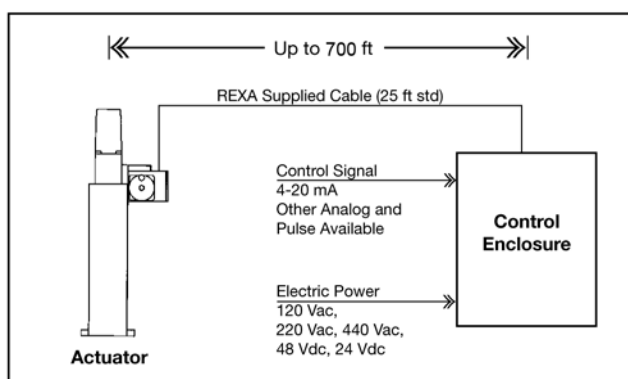 Up to 700 ft
REXA Supplied Cable (25 ft std)
Control Signal
4-20 mA
Other Analog and
Pulse Available
Control
Enclosure
Electric Power
120 Vac,
220 Vac, 440 Vac,
48 Vdc, 24 Vdc
Actuator